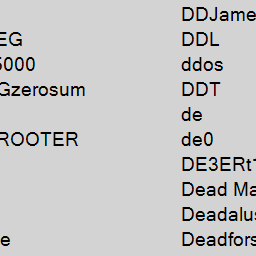 DDJame
EG DDL
5000 ddos
Gzerosum DDT
de
ROOTER de0
DE3ERt1
Dead Ma
Deadalus
e Deadfors